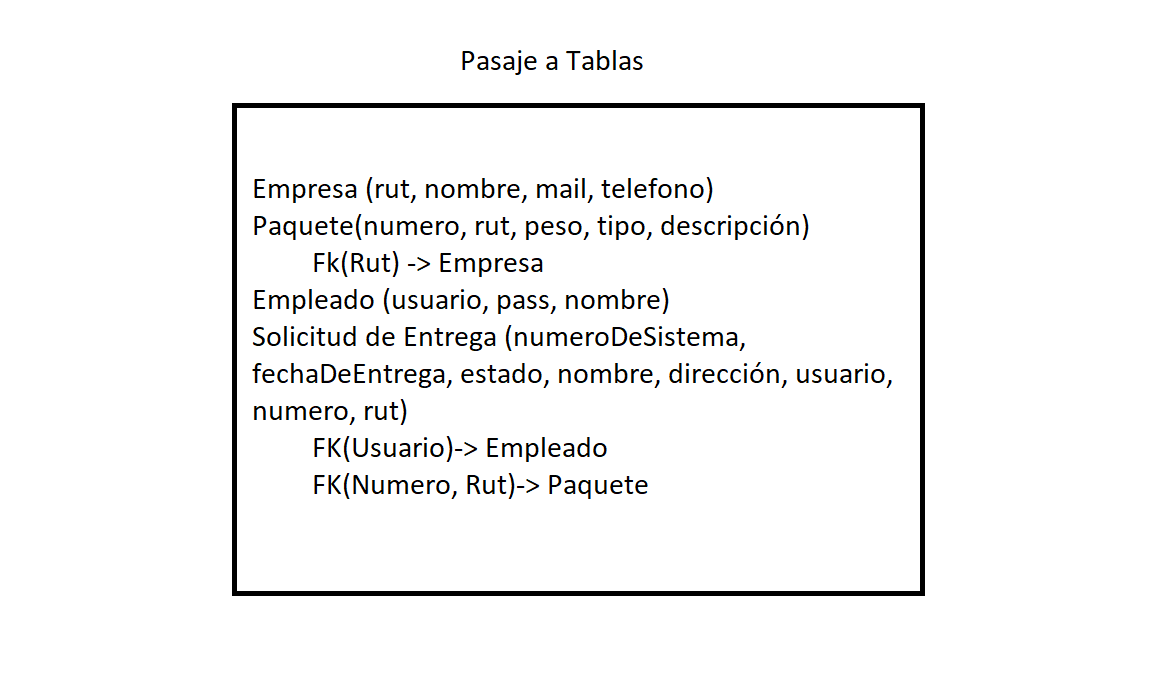 Pasaje a Tablas
Empresa (rut, nombre, mail, telefono)
Paquete(numero, rut, peso, tipo, descripción)
Fk(Rut) -> Empresa
Empleado (usuario, pass, nombre)
Solicitud de Entrega (numeroDeSistema,
fechaDeEntrega, estado, nombre, dirección, usuario,
numero, rut)
FK(Usuario)-> Empleado
FK(Numero, Rut)-> Paquete